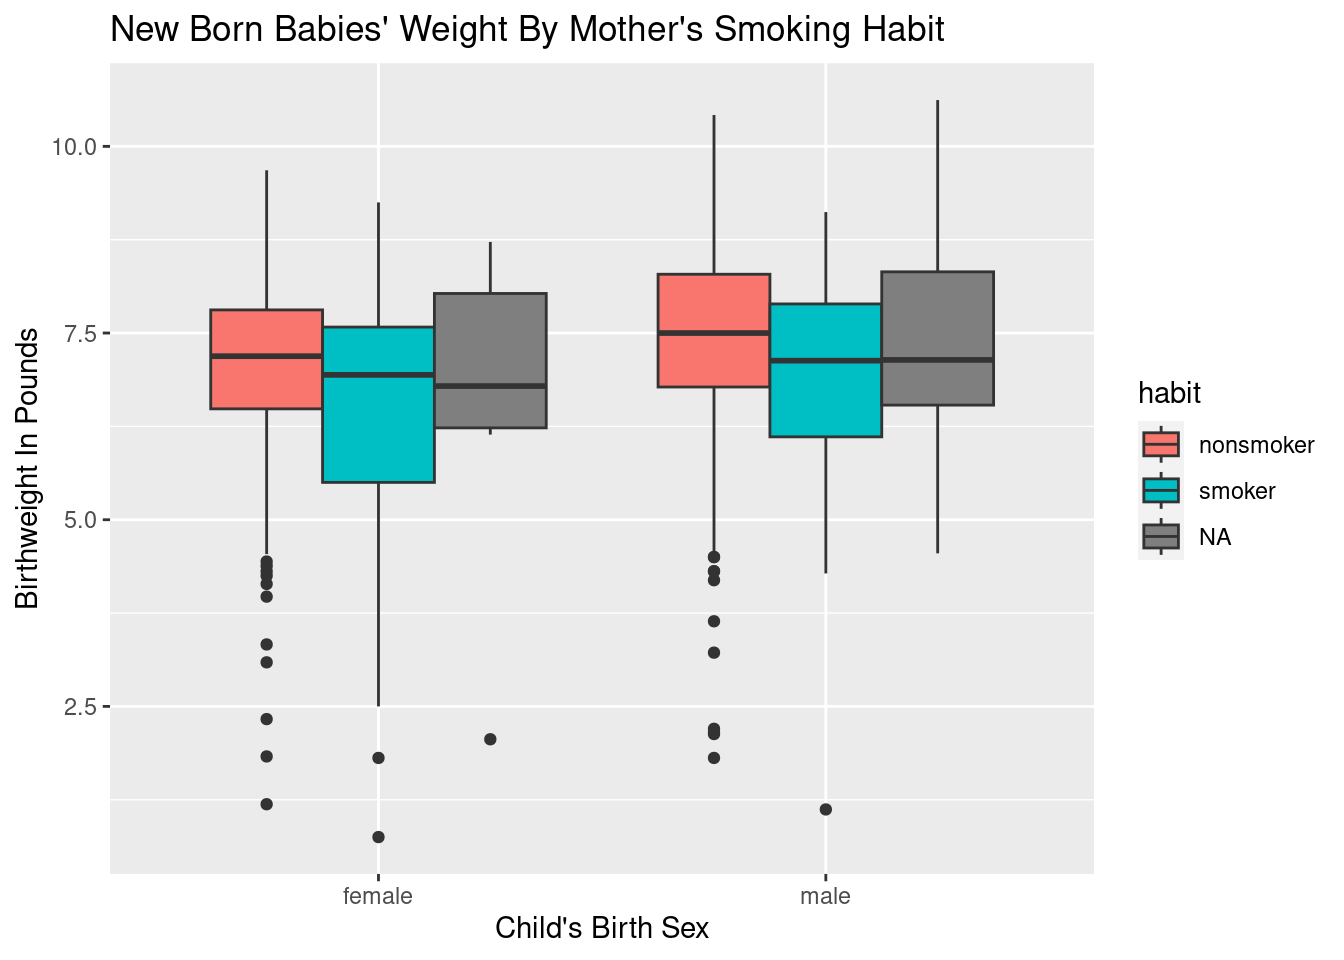 New Born Babies' Weight By Mother's Smoking Habit
Birthweight In Pounds
10.0
7.5
5.0
2.5
female
male
Child's Birth Sex
habit
nonsmoker
smoker
NA